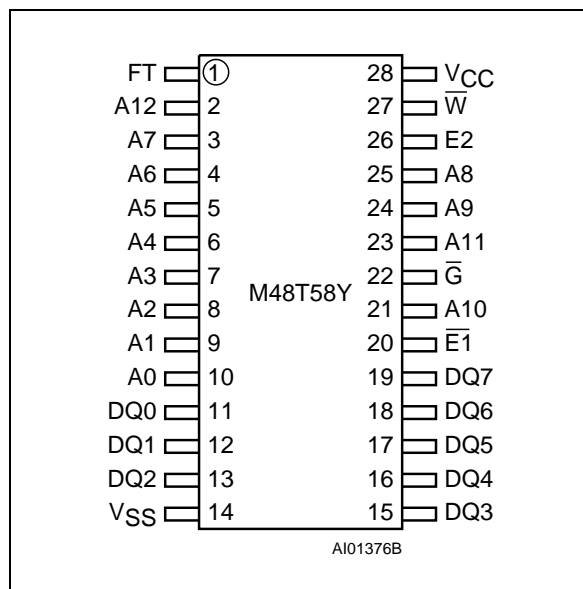 FT 1 28 VCC
A12 2 27 W̅
A7 3 26 E2
A6 4 25 A8
A5 5 24 A9
A4 6 23 A11
A3 7 22 G̅
M48T58Y
A2 8 21 A10
A1 9 20 E̅1̅
A0 10 19 DQ7
DQ0 11 18 DQ6
DQ1 12 17 DQ5
DQ2 13 16 DQ4
VSS 14 15 DQ3
AI01376B